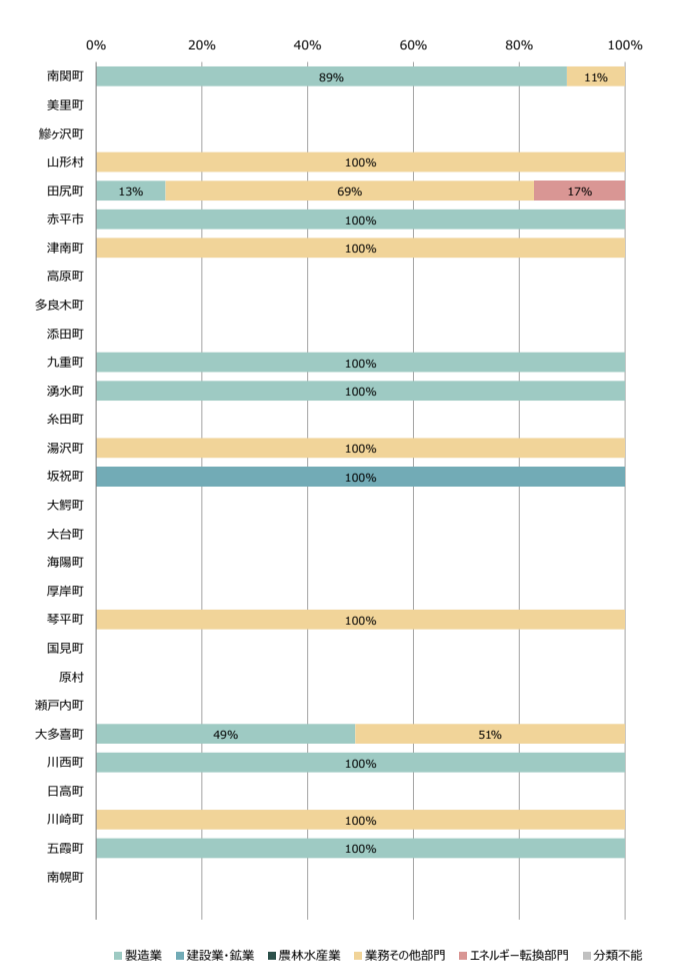 0% 20% 40% 60% 80% 100%
南関町 89% 11%
美里町
鰺ヶ沢町
山形村 100%
田尻町 13% 69% 17%
赤平市 100%
津南町 100%
高原町
多良木町
添田町
九重町 100%
湧水町 100%
糸田町
湯沢町 100%
坂祝町 100%
大鰐町
大台町
海陽町
厚岸町
琴平町 100%
国見町
原村
瀬戸内町
大多喜町 49% 51%
川西町 100%
日高町
川崎町 100%
五霞町 100%
南幌町
製造業 建設業・鉱業 農林水産業 業務その他部門 エネルギー転換部門 分類不能